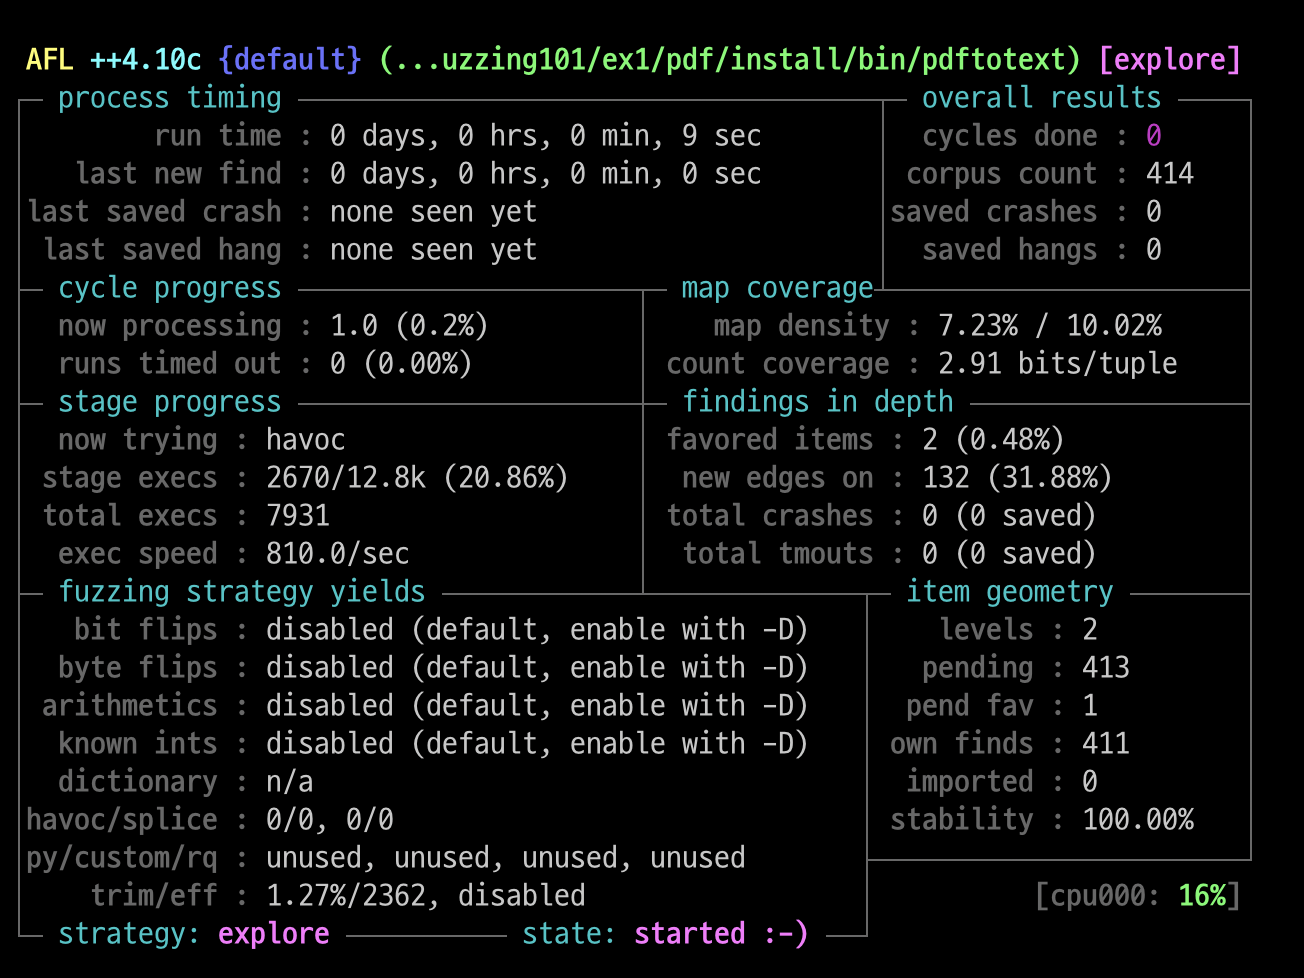 AFL ++4.10c {default} (...uzzing101/ex1/pdf/install/bin/pdftotext) [explore]
process timing overall results
run time : 0 days, 0 hrs, 0 min, 9 sec cycles done : 0
last new find : 0 days, 0 hrs, 0 min, 0 sec corpus count : 414
last saved crash : none seen yet saved crashes : 0
last saved hang : none seen yet saved hangs : 0
cycle progress map coverage
now processing : 1.0 (0.2%) map density : 7.23% / 10.02%
runs timed out : 0 (0.00%) count coverage : 2.91 bits/tuple
stage progress findings in depth
now trying : havoc favored items : 2 (0.48%)
stage execs : 2670/12.8k (20.86%) new edges on : 132 (31.88%)
total execs : 7931 total crashes : 0 (0 saved)
exec speed : 810.0/sec total tmouts : 0 (0 saved)
fuzzing strategy yields item geometry
bit flips : disabled (default, enable with -D) levels : 2
byte flips : disabled (default, enable with -D) pending : 413
arithmetics : disabled (default, enable with -D) pend fav : 1
known ints : disabled (default, enable with -D) own finds : 411
dictionary : n/a imported : 0
havoc/splice : 0/0, 0/0 stability : 100.00%
py/custom/rq : unused, unused, unused, unused
trim/eff : 1.27%/2362, disabled [cpu000: 16%]
strategy: explore state: started :-)